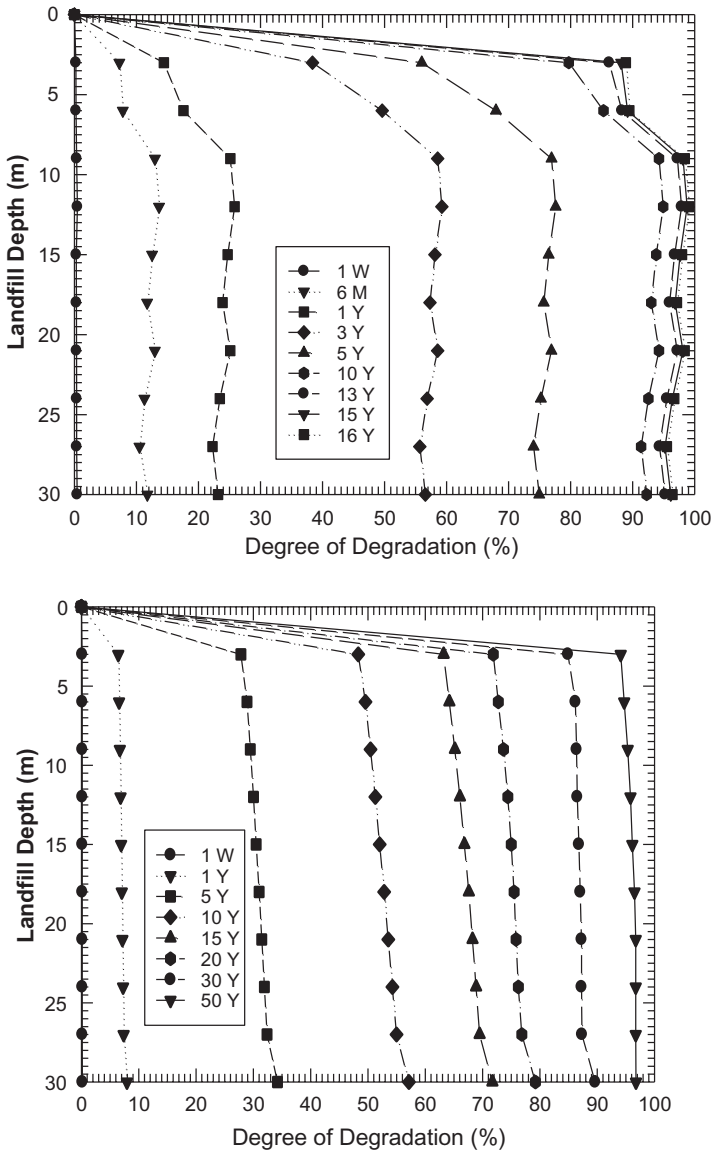 0
5
10
15
20
25
30
Landfill Depth (m)
1 W
6 M
1 Y
3 Y
5 Y
10 Y
13 Y
15 Y
16 Y
0 10 20 30 40 50 60 70 80 90 100
Degree of Degradation (%)
0
5
10
15
20
25
30
Landfill Depth (m)
1 W
1 Y
5 Y
10 Y
15 Y
20 Y
30 Y
50 Y
0 10 20 30 40 50 60 70 80 90 100
Degree of Degradation (%)